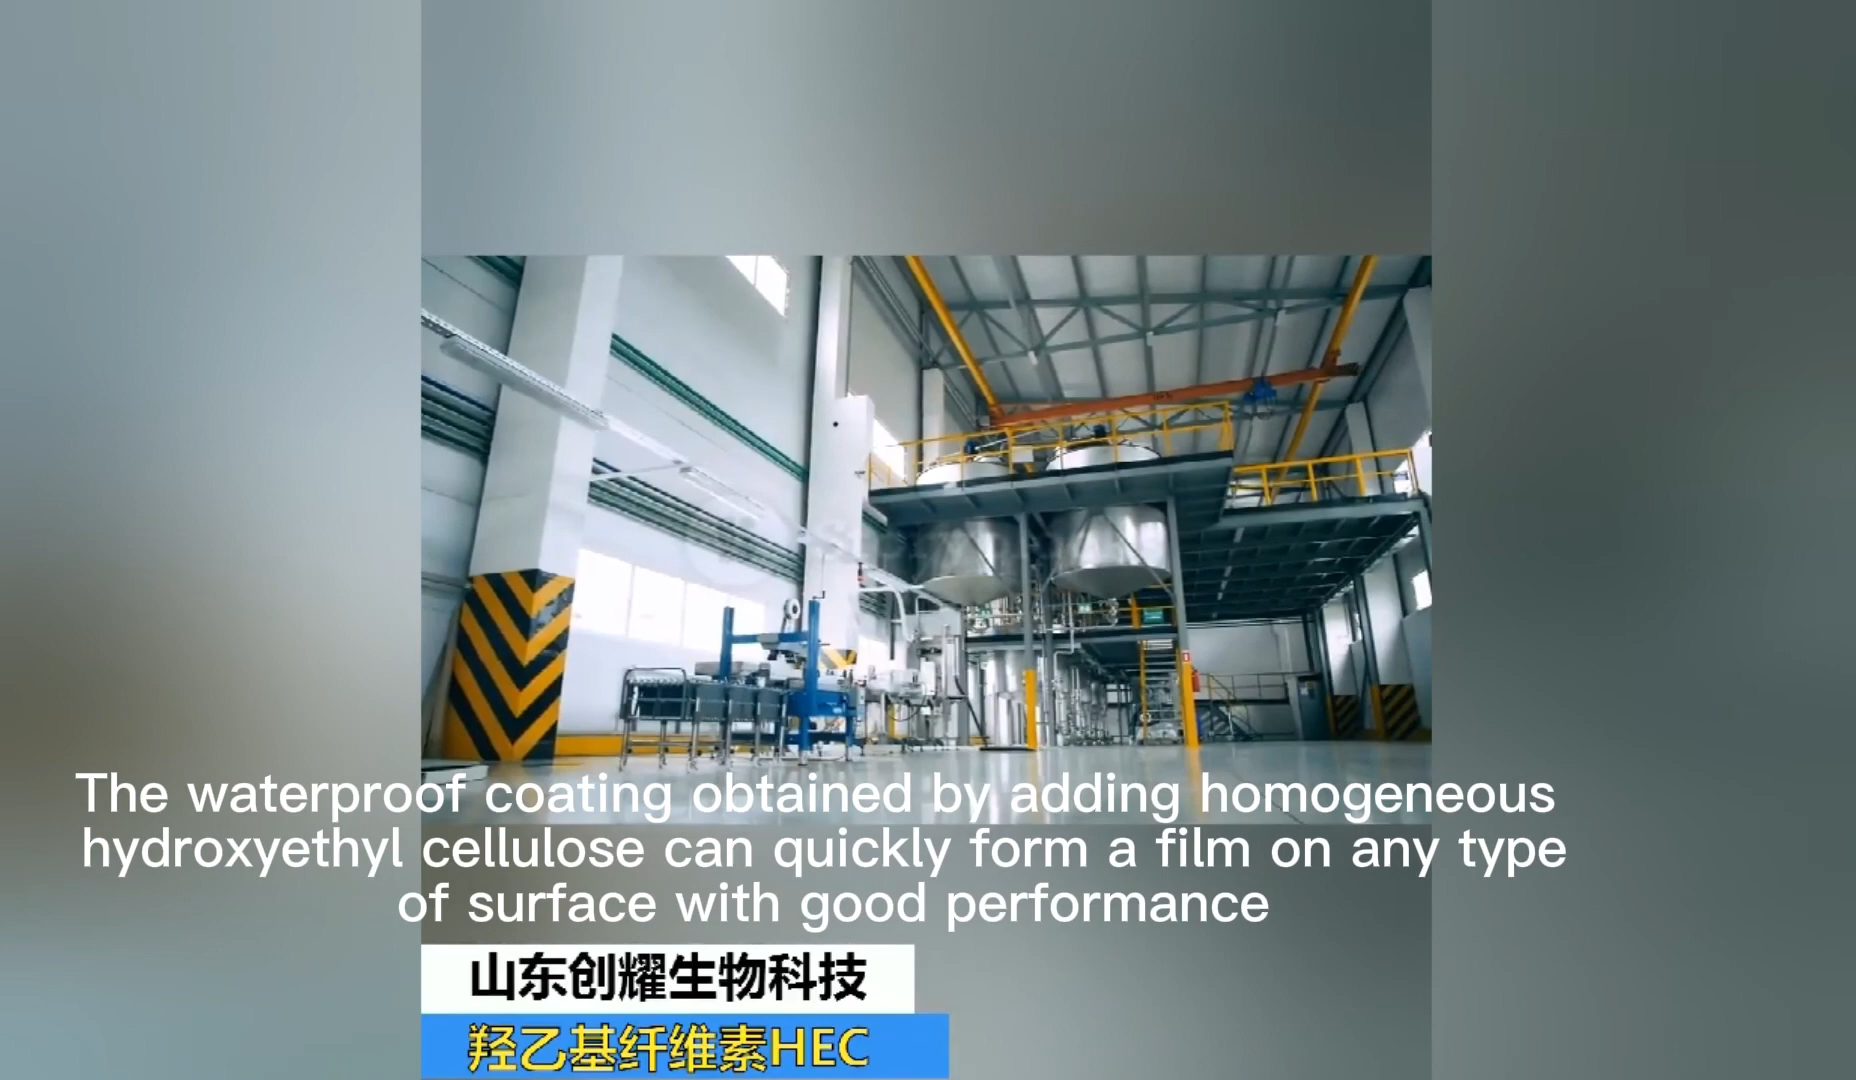 The waterproof coating obtained by adding homogeneous
hydroxyethyl cellulose can quickly form a film on any type
of surface with good performance
山东创耀生物科技
羟乙基纤维素HEC